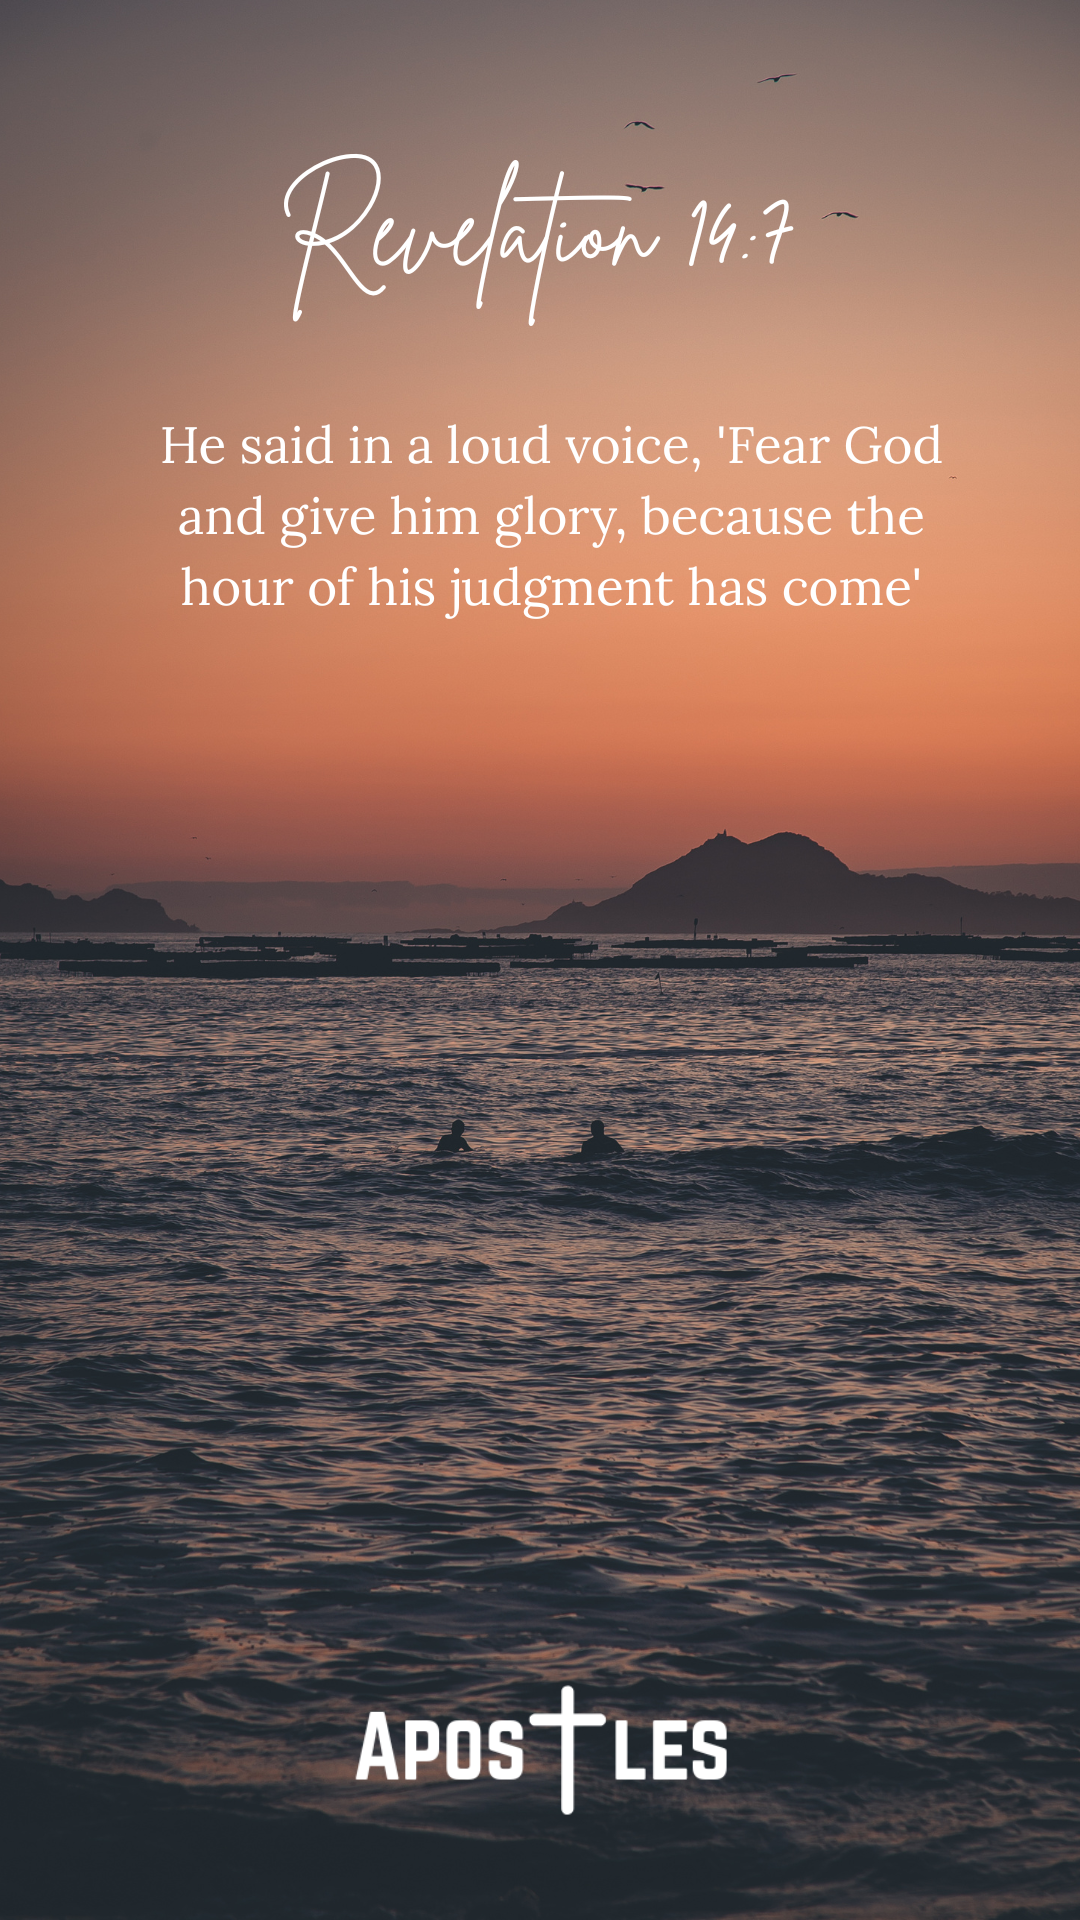 Revelation 14:7
He said in a loud voice, 'Fear God
and give him glory, because the
hour of his judgment has come'
APOSTLES